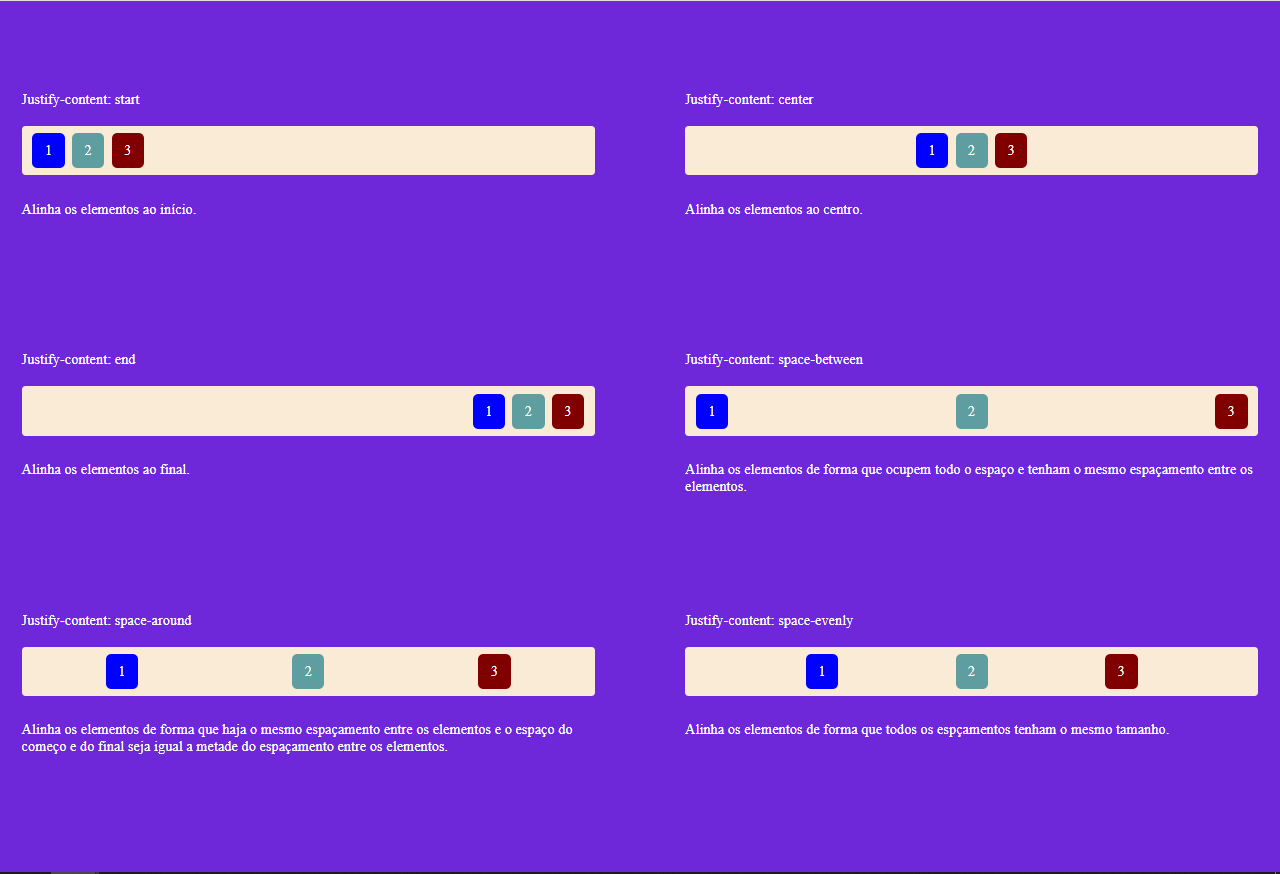 Justify-content: start
1 2 3
Alinha os elementos ao início.
Justify-content: center
1 2 3
Alinha os elementos ao centro.
Justify-content: end
1 2 3
Alinha os elementos ao final.
Justify-content: space-between
1 2 3
Alinha os elementos de forma que ocupem todo o espaço e tenham o mesmo espaçamento entre os
elementos.
Justify-content: space-around
1 2 3
Alinha os elementos de forma que haja o mesmo espaçamento entre os elementos e o espaço do
começo e do final seja igual a metade do espaçamento entre os elementos.
Justify-content: space-evenly
1 2 3
Alinha os elementos de forma que todos os espçamentos tenham o mesmo tamanho.